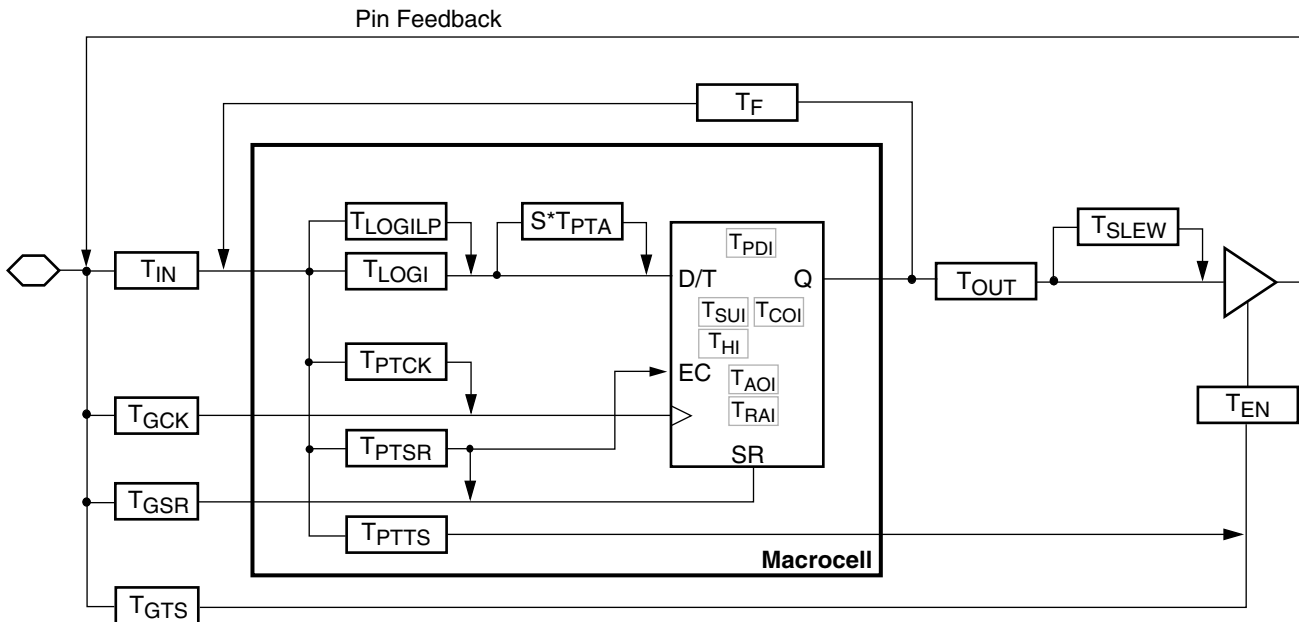 Pin Feedback
TF
TLOGILP
S*TPTA
TSLEW
TPDI
TIN
TLOGI
D/T
Q
TOUT
TSUI
TCOI
THI
TPTCK
EC
TAOI
TEN
TGCK
TRAI
TPTSR
SR
TGSR
TPTTS
Macrocell
TGTS